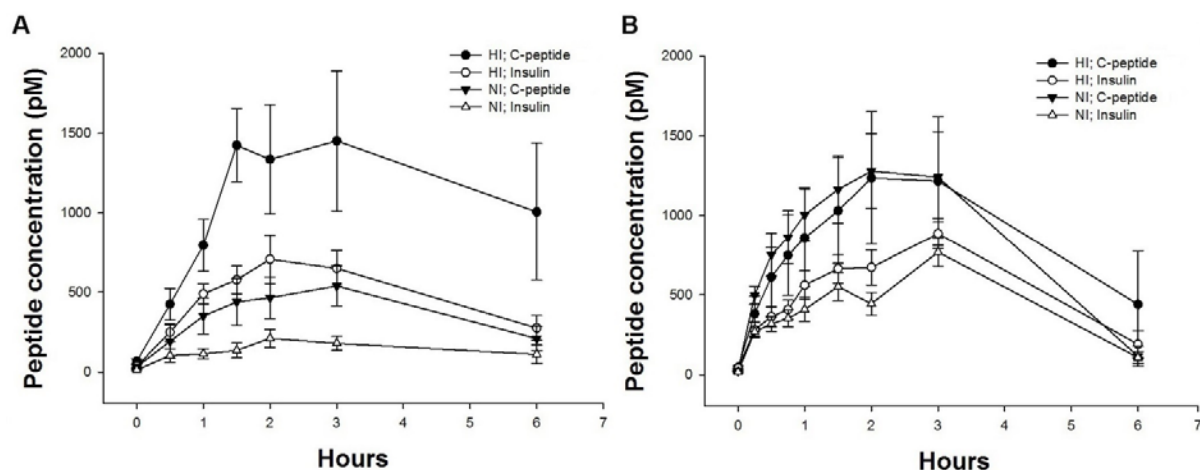 A
Peptide concentration (pM)
2000
1500
1000
500
0
HI; C-peptide
HI; Insulin
NI; C-peptide
NI; Insulin
0 1 2 3 4 5 6 7
Hours
B
Peptide concentration (pM)
2000
1500
1000
500
0
HI; C-peptide
HI; Insulin
NI; C-peptide
NI; Insulin
0 1 2 3 4 5 6 7
Hours